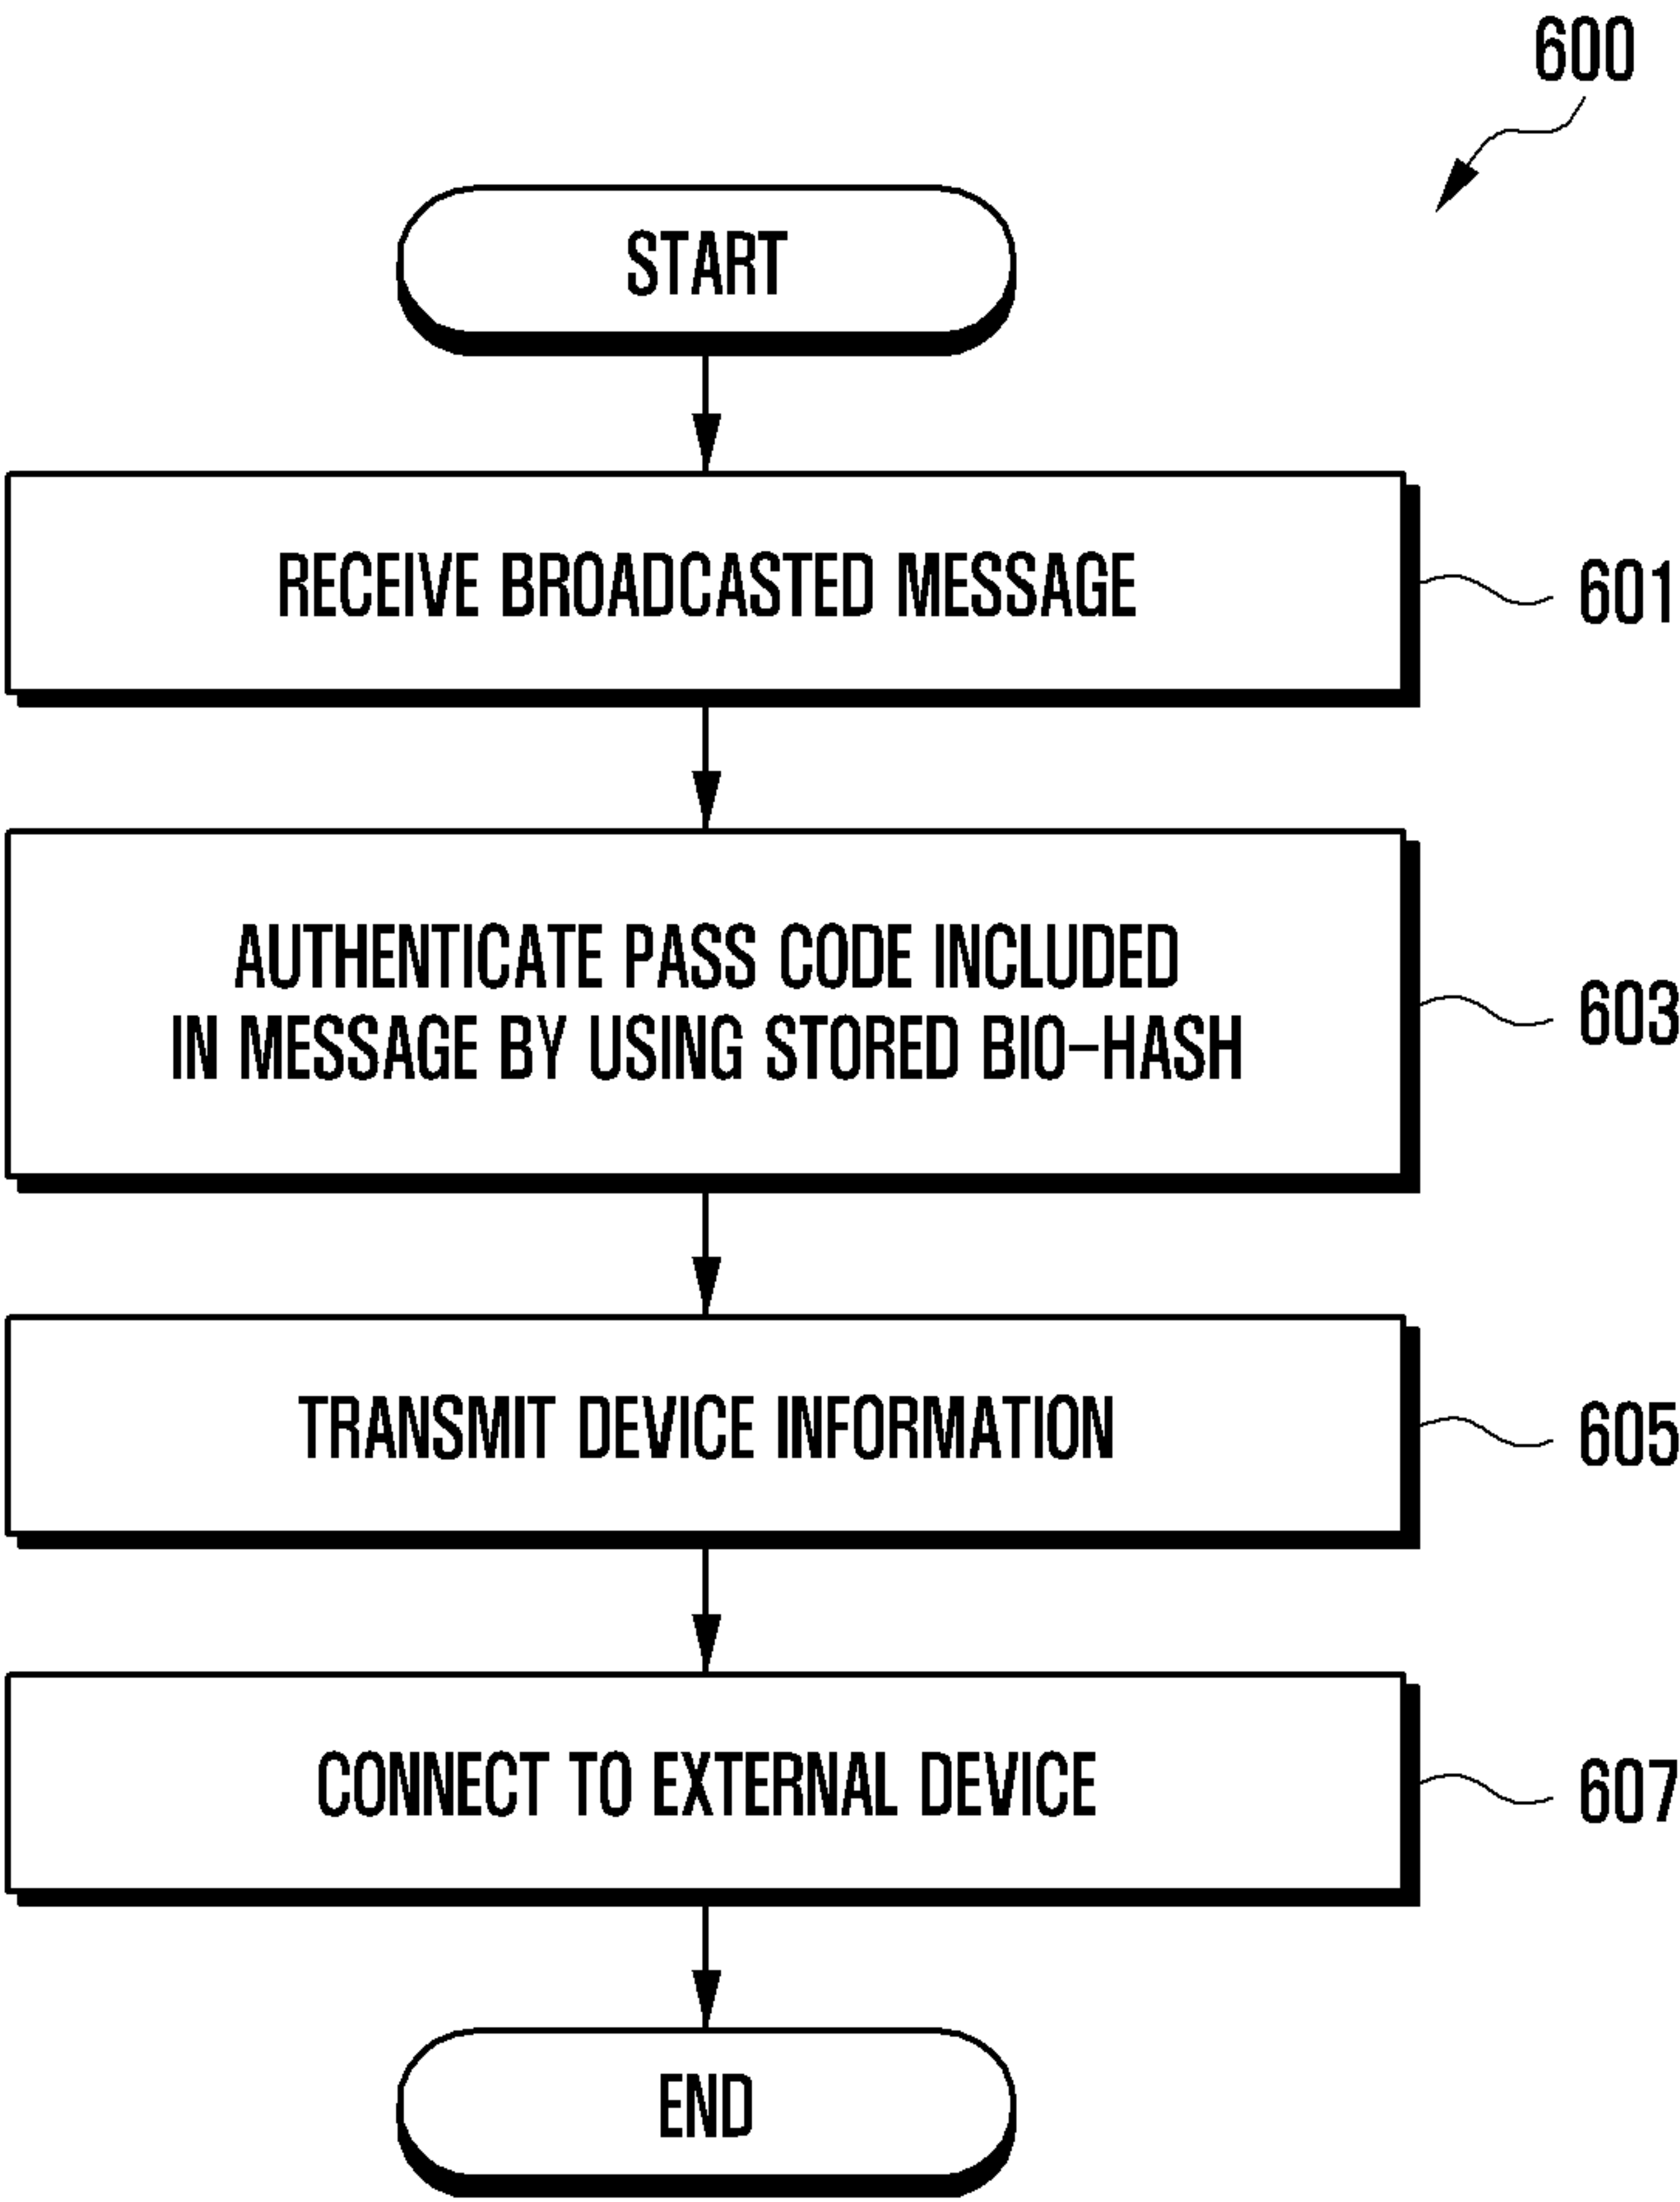 600
START
RECEIVE BROADCASTED MESSAGE
601
AUTHENTICATE PASS CODE INCLUDED
IN MESSAGE BY USING STORED BIO-HASH
603
TRANSMIT DEVICE INFORMATION
605
CONNECT TO EXTERNAL DEVICE
607
END